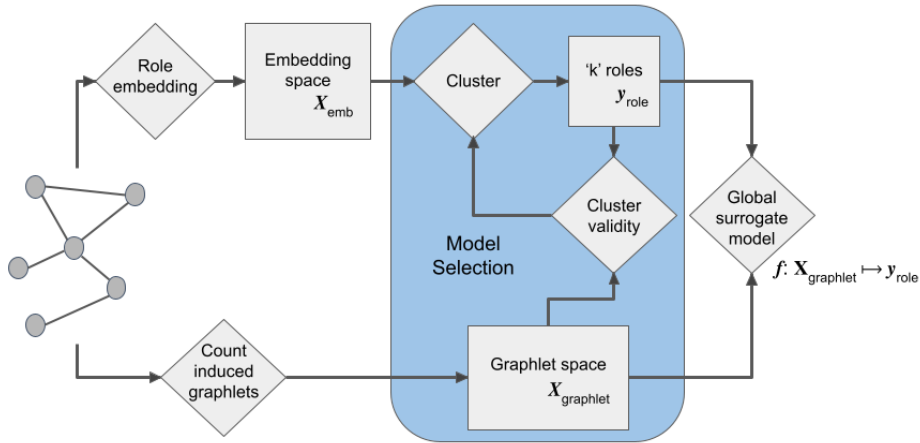 Role
embedding
Embedding
space
X_emb
Cluster
‘k’ roles
y_role
Cluster
validity
Model
Selection
Global
surrogate
model
f: X_graphlet ↦ y_role
Count
induced
graphlets
Graphlet space
X_graphlet